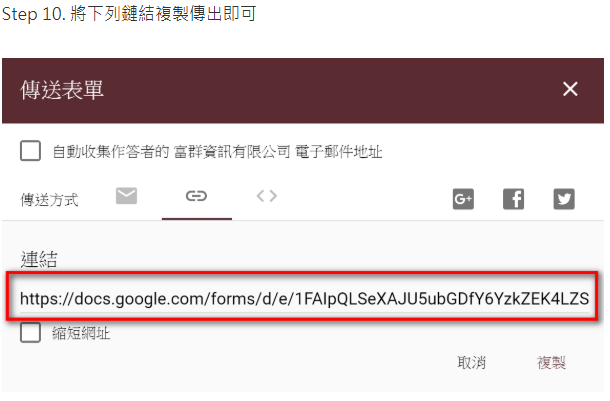 Step 10. 將下列鏈結複製傳出即可
傳送表單
自動收集作答者的 富群資訊有限公司 電子郵件地址
傳送方式
G+
連結
https://docs.google.com/forms/d/e/1FAIpQLSeXAJU5ubGDfY6YzkZEK4LZS
縮短網址
取消 複製